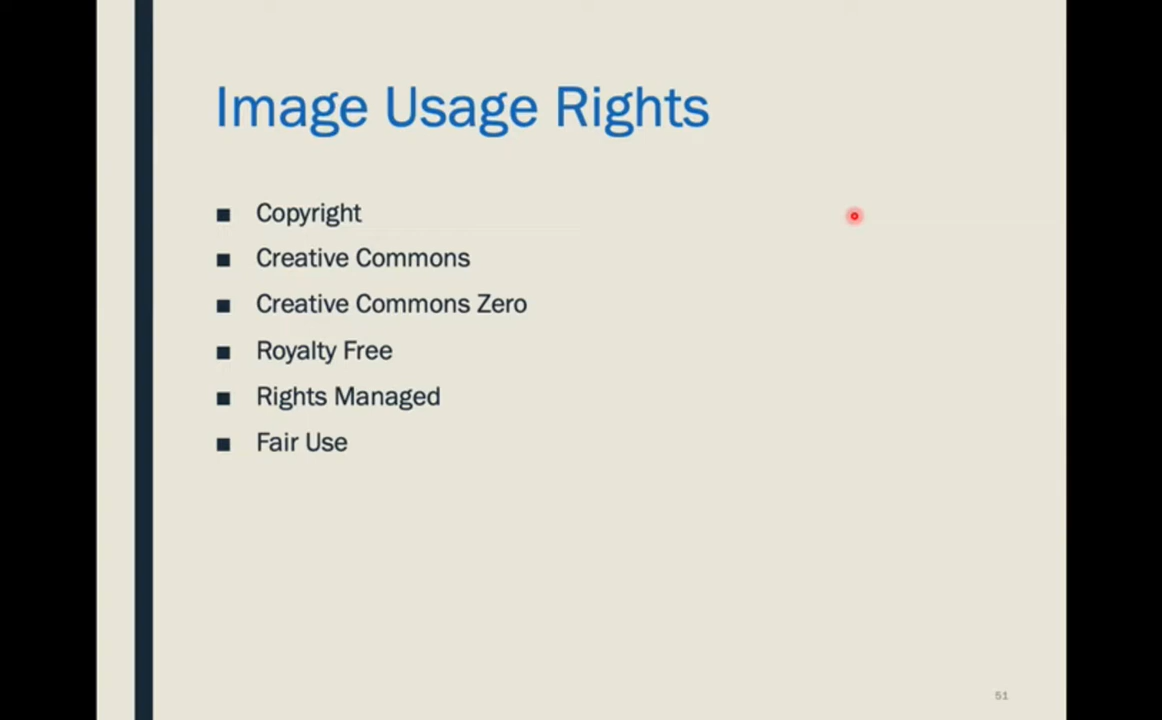 Image Usage Rights
■ Copyright
■ Creative Commons
■ Creative Commons Zero
■ Royalty Free
■ Rights Managed
■ Fair Use
51